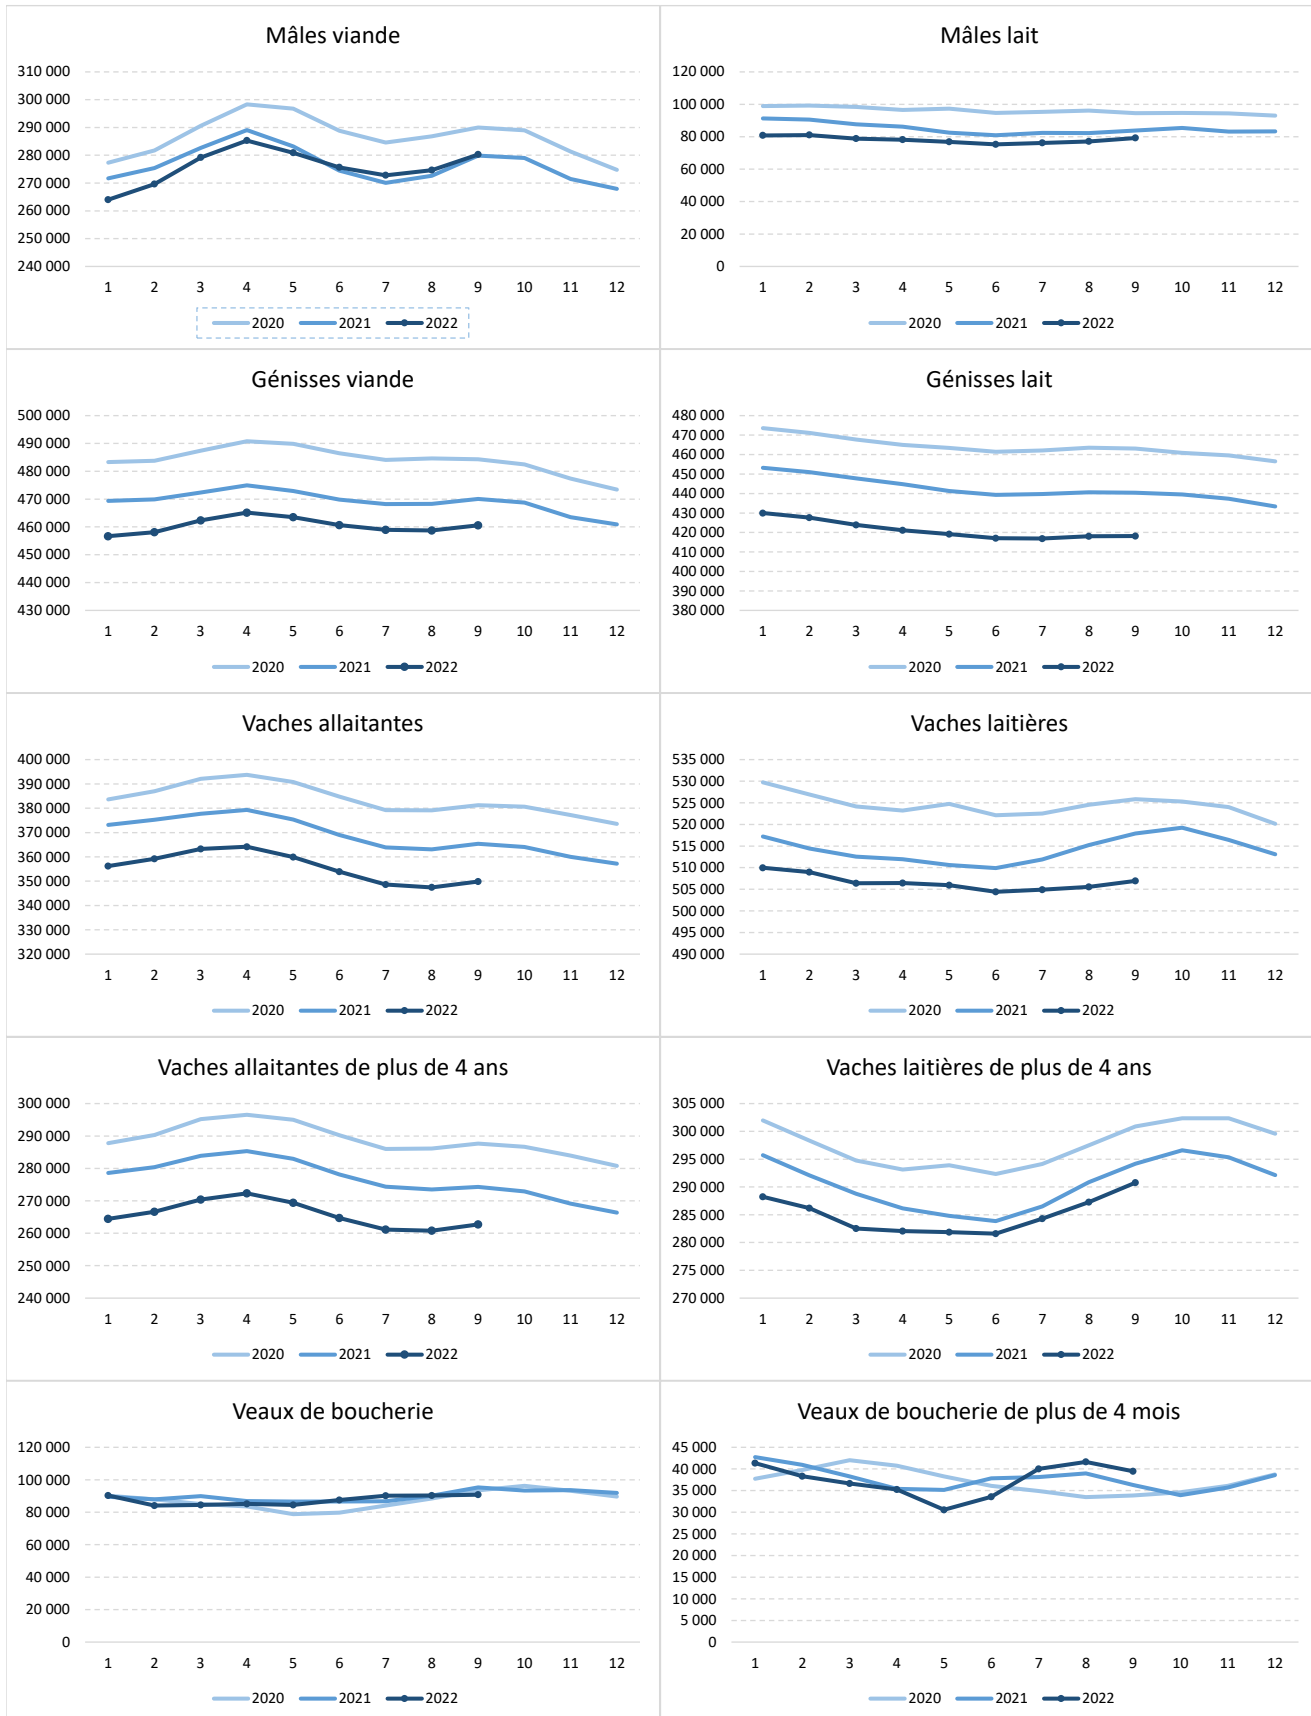 Mâles viande
310 000
300 000
290 000
280 000
270 000
260 000
250 000
240 000
1 2 3 4 5 6 7 8 9 10 11 12
2020 2021 2022
Mâles lait
120 000
100 000
80 000
60 000
40 000
20 000
0
1 2 3 4 5 6 7 8 9 10 11 12
2020 2021 2022
Génisses viande
500 000
490 000
480 000
470 000
460 000
450 000
440 000
430 000
1 2 3 4 5 6 7 8 9 10 11 12
2020 2021 2022
Génisses lait
480 000
470 000
460 000
450 000
440 000
430 000
420 000
410 000
400 000
390 000
380 000
1 2 3 4 5 6 7 8 9 10 11 12
2020 2021 2022
Vaches allaitantes
400 000
390 000
380 000
370 000
360 000
350 000
340 000
330 000
320 000
1 2 3 4 5 6 7 8 9 10 11 12
2020 2021 2022
Vaches laitières
535 000
530 000
525 000
520 000
515 000
510 000
505 000
500 000
495 000
490 000
1 2 3 4 5 6 7 8 9 10 11 12
2020 2021 2022
Vaches allaitantes de plus de 4 ans
300 000
290 000
280 000
270 000
260 000
250 000
240 000
1 2 3 4 5 6 7 8 9 10 11 12
2020 2021 2022
Vaches laitières de plus de 4 ans
305 000
300 000
295 000
290 000
285 000
280 000
275 000
270 000
1 2 3 4 5 6 7 8 9 10 11 12
2020 2021 2022
Veaux de boucherie
120 000
100 000
80 000
60 000
40 000
20 000
0
1 2 3 4 5 6 7 8 9 10 11 12
2020 2021 2022
Veaux de boucherie de plus de 4 mois
45 000
40 000
35 000
30 000
25 000
20 000
15 000
10 000
5 000
0
1 2 3 4 5 6 7 8 9 10 11 12
2020 2021 2022